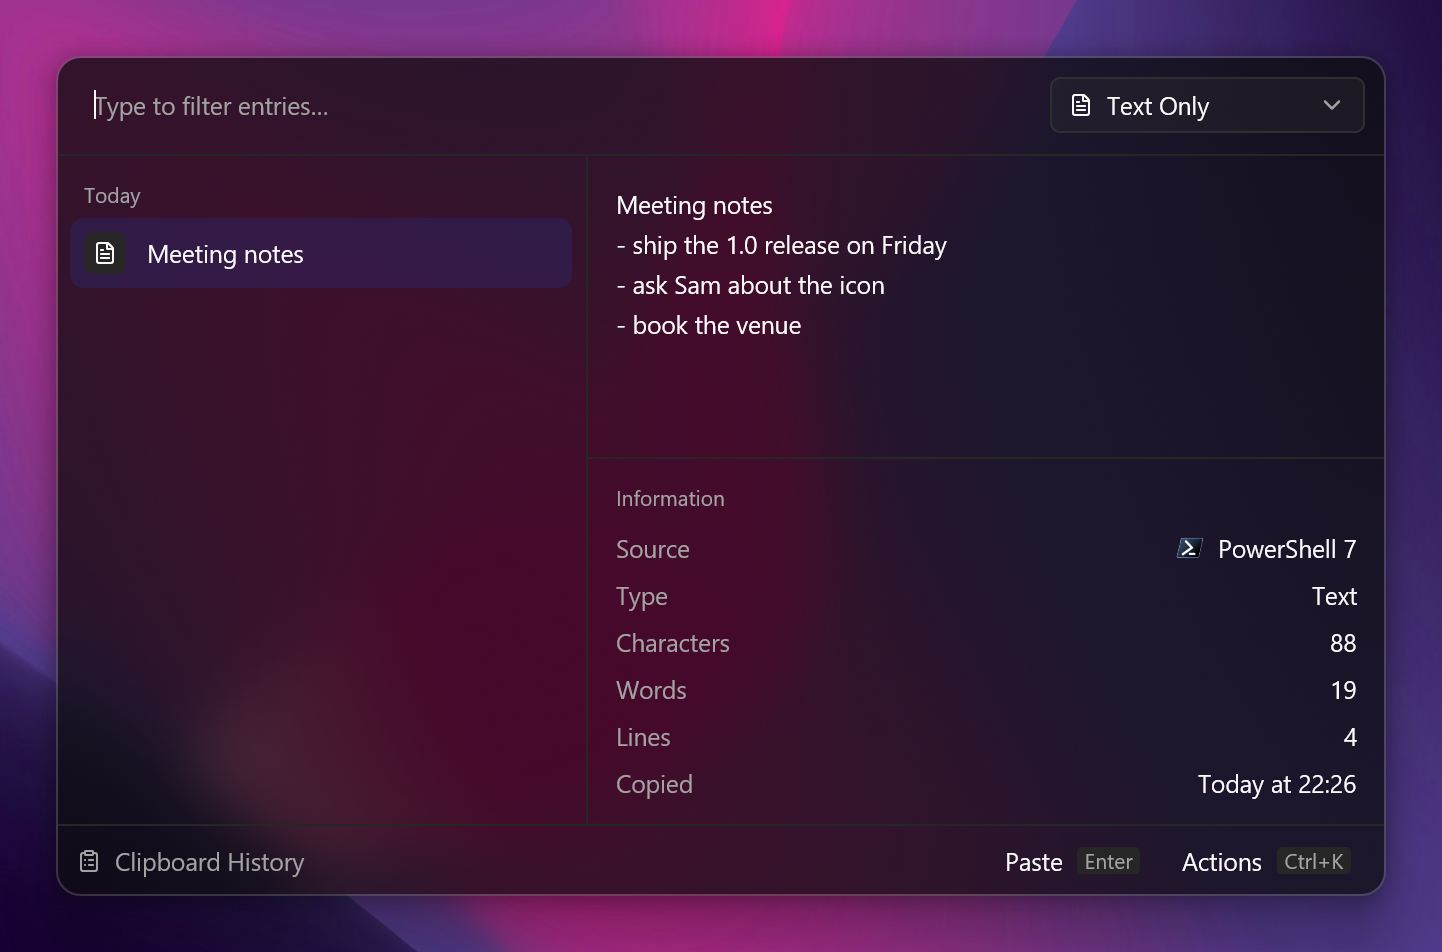 Type to filter entries...
Text Only
Today
Meeting notes
Meeting notes
- ship the 1.0 release on Friday
- ask Sam about the icon
- book the venue
Information
Source PowerShell 7
Type Text
Characters 88
Words 19
Lines 4
Copied Today at 22:26
Clipboard History
Paste Enter Actions Ctrl+K